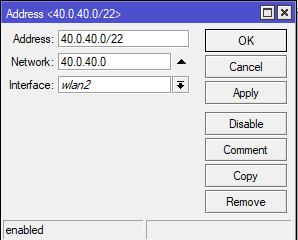 Address <40.0.40.0/22>
Address: 40.0.40.0/22 OK
Network: 40.0.40.0 Cancel
Interface: wlan2 Apply
Disable
Comment
Copy
Remove
enabled